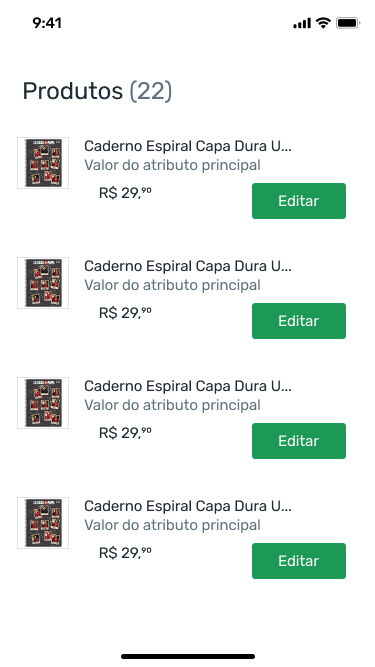 9:41
Produtos (22)
Caderno Espiral Capa Dura U...
Valor do atributo principal
R$ 29,90
Editar
Caderno Espiral Capa Dura U...
Valor do atributo principal
R$ 29,90
Editar
Caderno Espiral Capa Dura U...
Valor do atributo principal
R$ 29,90
Editar
Caderno Espiral Capa Dura U...
Valor do atributo principal
R$ 29,90
Editar